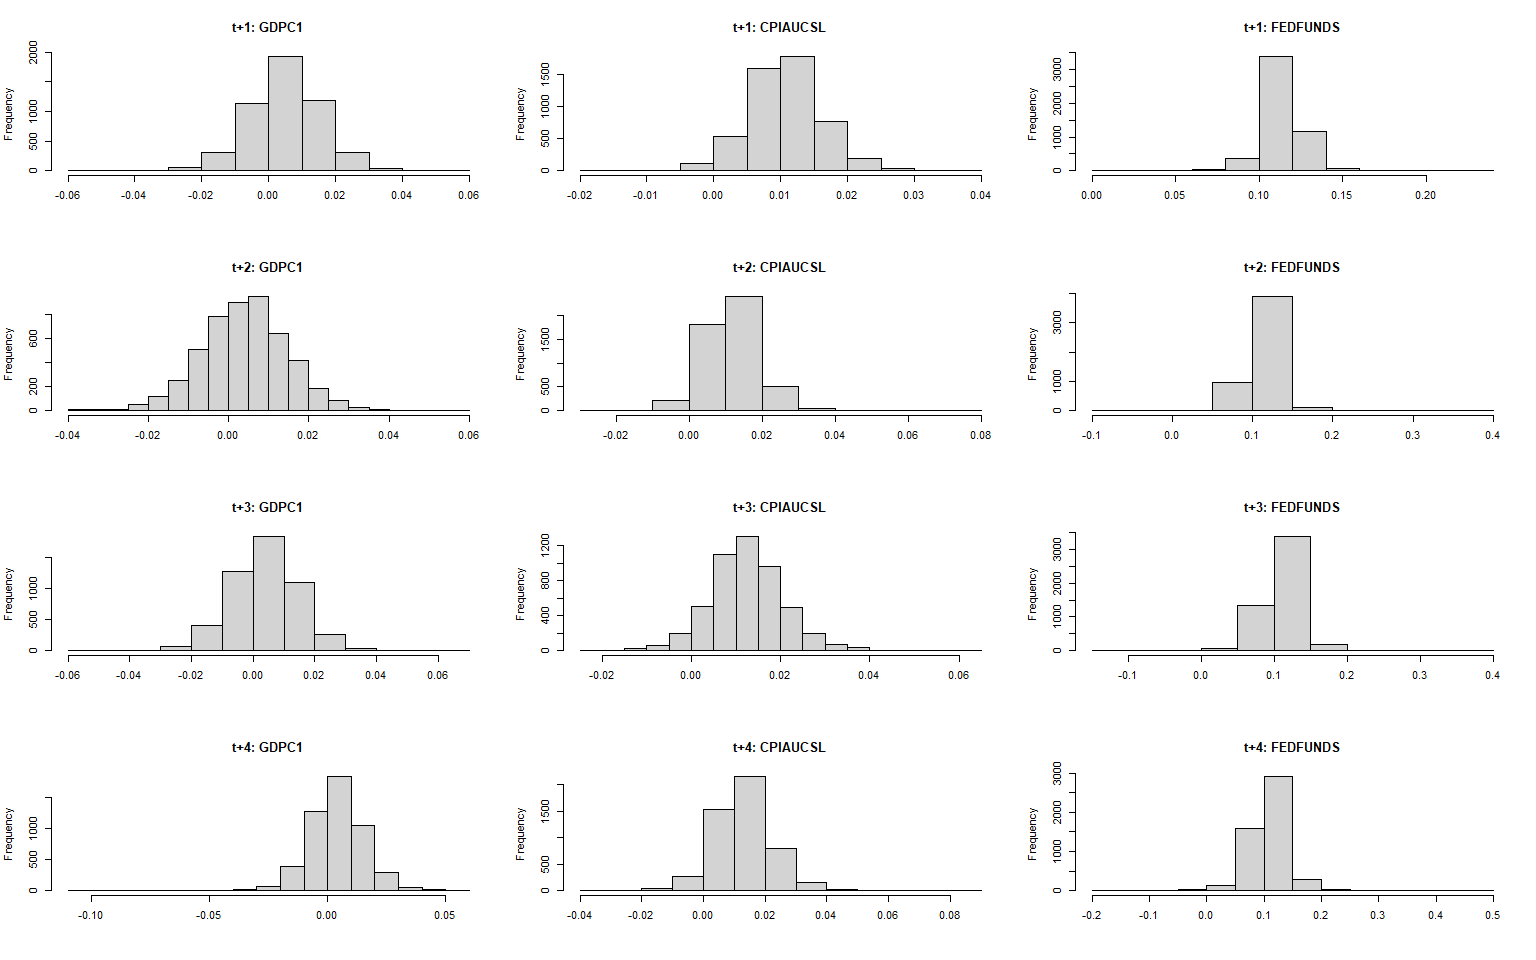 t+1: GDPC1
Frequency
0 500 1000 2000
-0.06 -0.04 -0.02 0.00 0.02 0.04 0.06
t+1: CPIAUCSL
Frequency
0 500 1000 1500
-0.02 -0.01 0.00 0.01 0.02 0.03 0.04
t+1: FEDFUNDS
Frequency
0 1000 2000 3000
0.00 0.05 0.10 0.15 0.20
t+2: GDPC1
Frequency
0 200 600
-0.04 -0.02 0.00 0.02 0.04 0.06
t+2: CPIAUCSL
Frequency
0 500 1500
-0.02 0.00 0.02 0.04 0.06 0.08
t+2: FEDFUNDS
Frequency
0 1000 3000
-0.1 0.0 0.1 0.2 0.3 0.4
t+3: GDPC1
Frequency
0 500 1000
-0.06 -0.04 -0.02 0.00 0.02 0.04 0.06
t+3: CPIAUCSL
Frequency
0 400 800 1200
-0.02 0.00 0.02 0.04 0.06
t+3: FEDFUNDS
Frequency
0 1000 2000 3000
-0.1 0.0 0.1 0.2 0.3 0.4
t+4: GDPC1
Frequency
0 500 1000
-0.10 -0.05 0.00 0.05
t+4: CPIAUCSL
Frequency
0 500 1500
-0.04 -0.02 0.00 0.02 0.04 0.06 0.08
t+4: FEDFUNDS
Frequency
0 1000 2000 3000
-0.2 -0.1 0.0 0.1 0.2 0.3 0.4 0.5